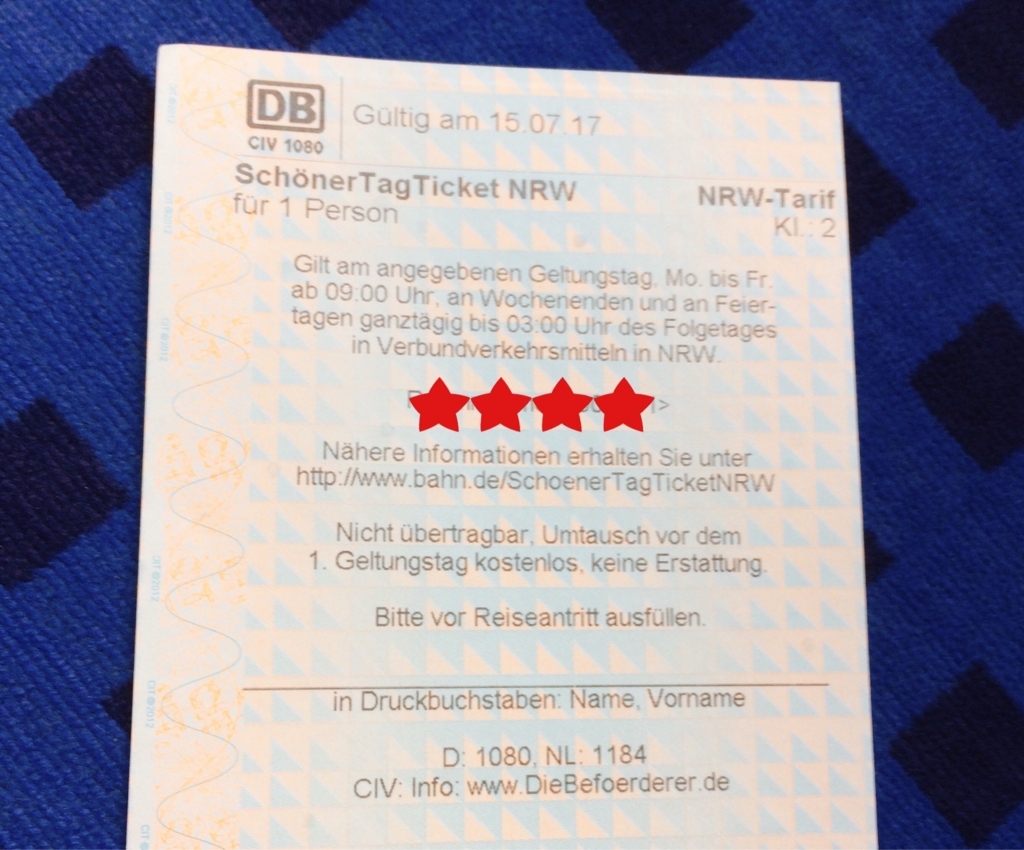 DB
CIV 1080
Gültig am 15.07.17
SchönerTagTicket NRW
NRW-Tarif
für 1 Person
Kl.: 2
Gilt am angegebenen Geltungstag, Mo. bis Fr.
ab 09:00 Uhr, an Wochenenden und an Feier-
tagen ganztägig bis 03:00 Uhr des Folgetages
in Verbundverkehrsmitteln in NRW.
Nähere Informationen erhalten Sie unter
http://www.bahn.de/SchoenerTagTicketNRW
Nicht übertragbar, Umtausch vor dem
1. Geltungstag kostenlos, keine Erstattung.
Bitte vor Reiseantritt ausfüllen.
in Druckbuchstaben: Name, Vorname
D: 1080, NL: 1184
CIV: Info: www.DieBefoerderer.de